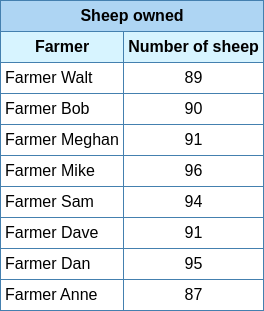 Sheep owned
Farmer Number of sheep
Farmer Walt 89
Farmer Bob 90
Farmer Meghan 91
Farmer Mike 96
Farmer Sam 94
Farmer Dave 91
Farmer Dan 95
Farmer Anne 87